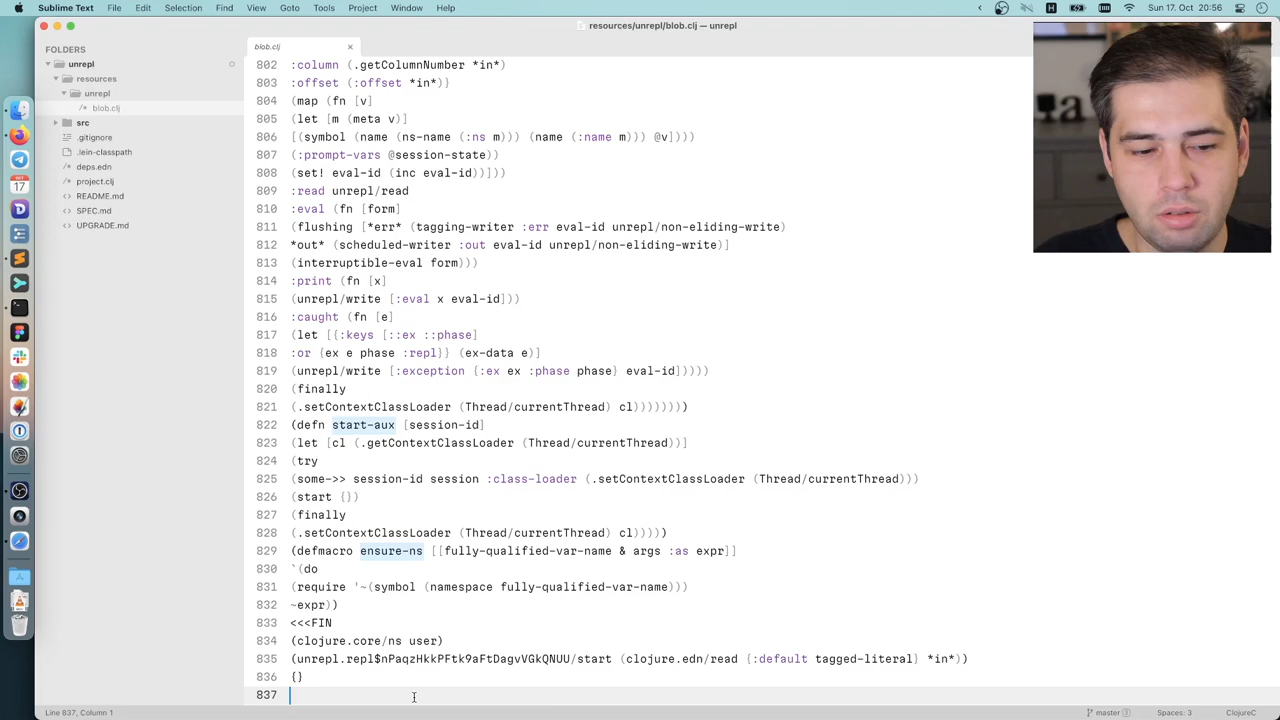 Sublime Text File Edit Selection Find View Goto Tools Project Window Help
Sun 17. Oct 20:56
resources/unrepl/blob.clj — unrepl
FOLDERS
unrepl
resources
unrepl
blob.clj
src
.gitignore
.lein-classpath
deps.edn
project.clj
README.md
SPEC.md
UPGRADE.md
OCT
17
blob.clj
802 :column (.getColumnNumber *in*)
803 :offset (:offset *in*)}
804 (map (fn [v]
805 (let [m (meta v)]
806 [(symbol (name (ns-name (:ns m))) (name (:name m))) @v])))
807 (:prompt-vars @session-state))
808 (set! eval-id (inc eval-id))]))
809 :read unrepl/read
810 :eval (fn [form]
811 (flushing [*err* (tagging-writer :err eval-id unrepl/non-eliding-write)
812 *out* (scheduled-writer :out eval-id unrepl/non-eliding-write)]
813 (interruptible-eval form)))
814 :print (fn [x]
815 (unrepl/write [:eval x eval-id]))
816 :caught (fn [e]
817 (let [{:keys [::ex ::phase]
818 :or {ex e phase :repl}} (ex-data e)]
819 (unrepl/write [:exception {:ex ex :phase phase} eval-id]))))
820 (finally
821 (.setContextClassLoader (Thread/currentThread) cl)))))))
822 (defn start-aux [session-id]
823 (let [cl (.getContextClassLoader (Thread/currentThread))]
824 (try
825 (some->> session-id session :class-loader (.setContextClassLoader (Thread/currentThread)))
826 (start {})
827 (finally
828 (.setContextClassLoader (Thread/currentThread) cl)))))
829 (defmacro ensure-ns [[fully-qualified-var-name & args :as expr]]
830 `(do
831 (require '~(symbol (namespace fully-qualified-var-name)))
832 ~expr))
833 <<<FIN
834 (clojure.core/ns user)
835 (unrepl.repl$nPaqzHkkPFtk9aFtDagvVGkQNUU/start (clojure.edn/read {:default tagged-literal} *in*))
836 {}
837
Line 837, Column 1
master 3
Spaces: 3
ClojureC